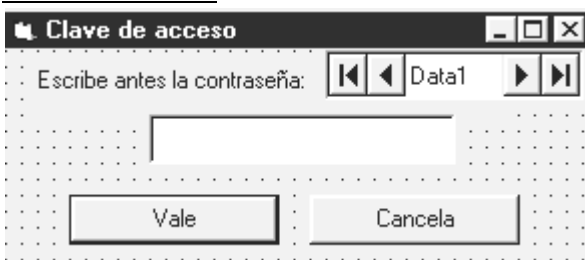 Clave de acceso
Escribe antes la contraseña: Data1
Vale Cancela